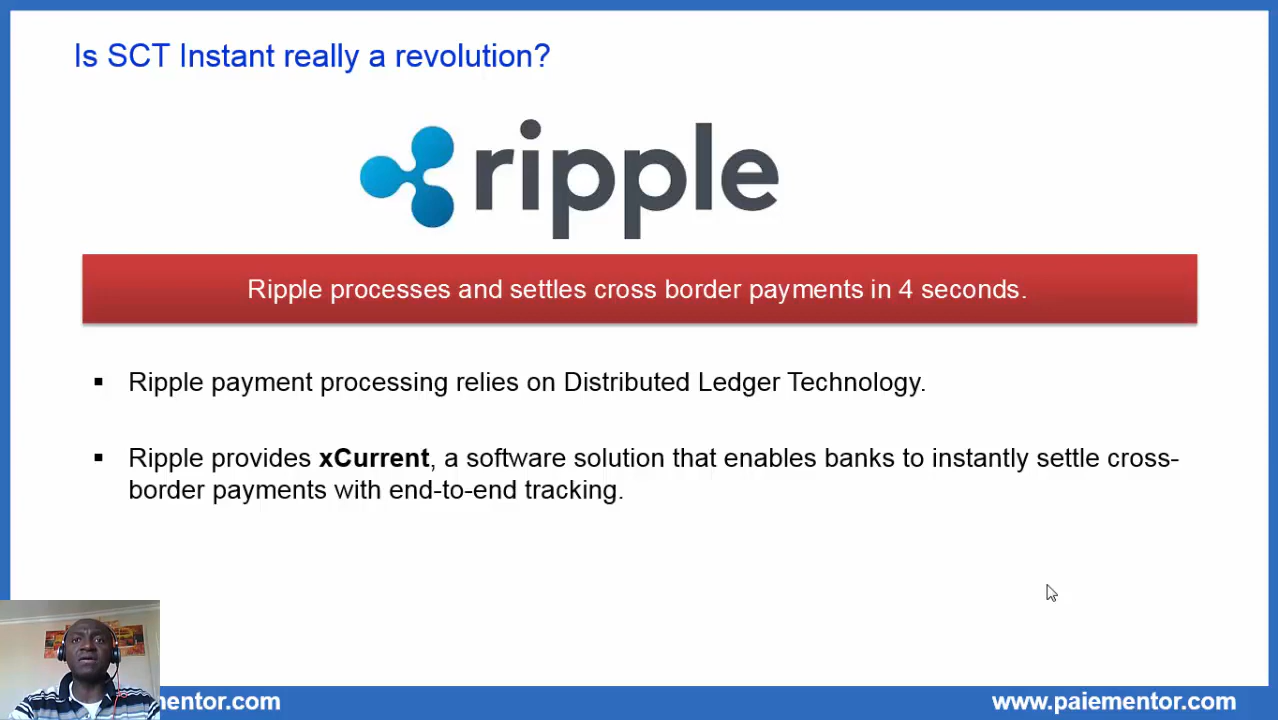 Is SCT Instant really a revolution?
ripple
Ripple processes and settles cross border payments in 4 seconds.
▪ Ripple payment processing relies on Distributed Ledger Technology.
▪ Ripple provides xCurrent, a software solution that enables banks to instantly settle cross-
border payments with end-to-end tracking.
mentor.com
www.paiementor.com